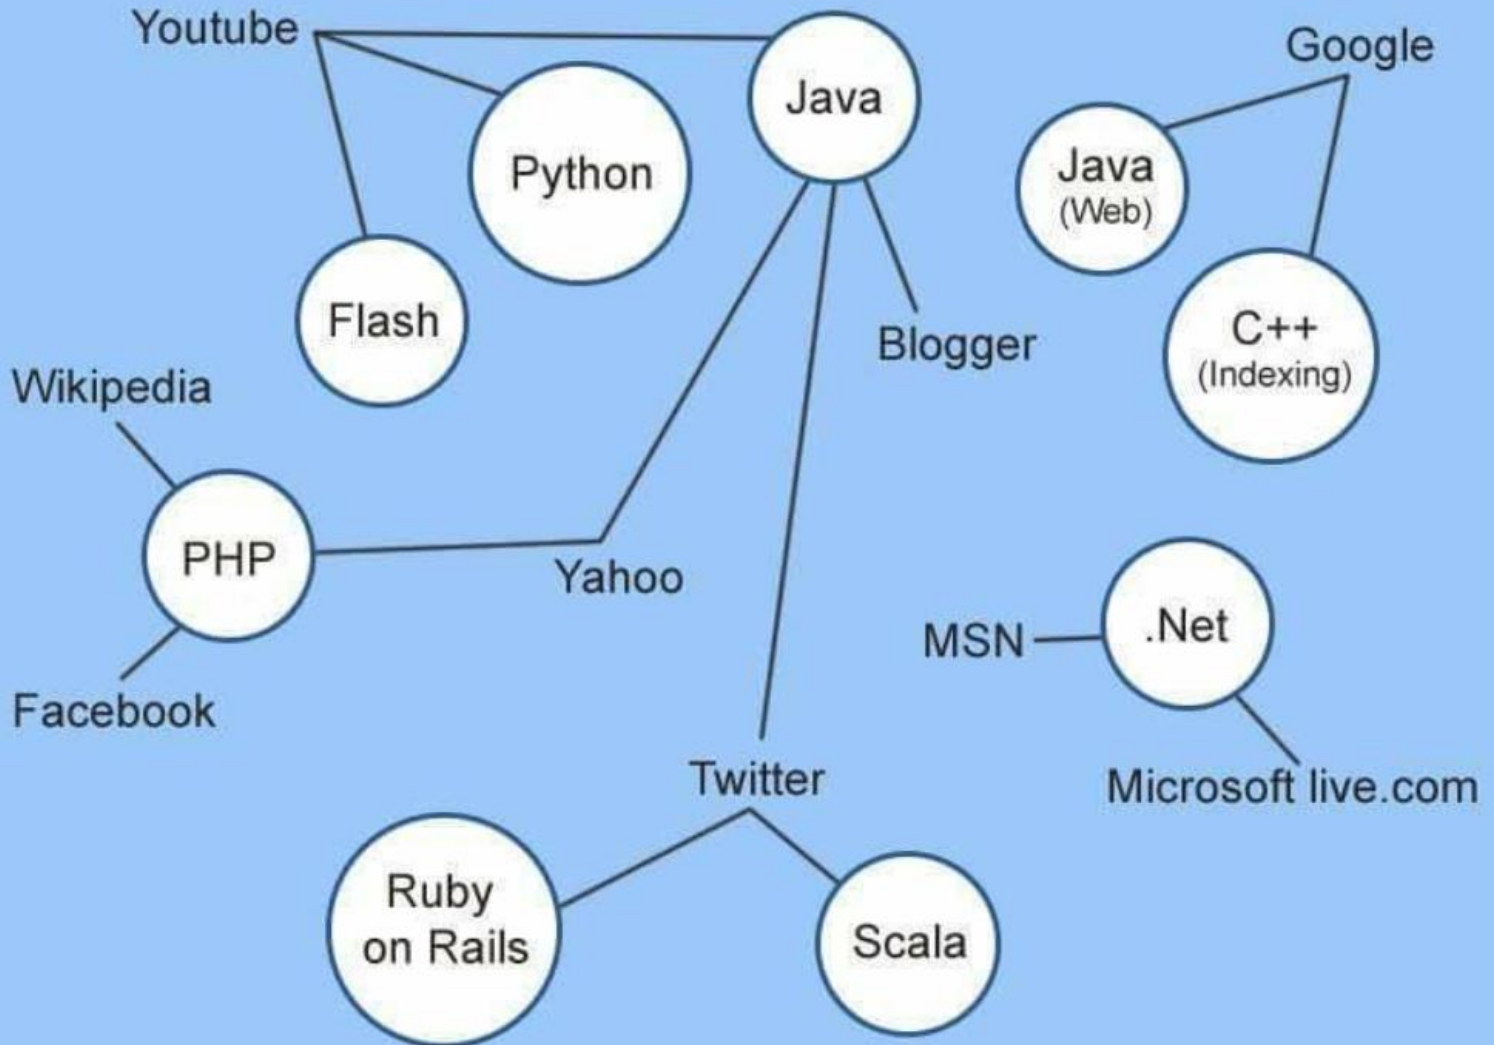 Youtube
Java
Google
Python
Java
(Web)
Flash
Blogger
C++
(Indexing)
Wikipedia
PHP
Yahoo
.Net
MSN
Facebook
Twitter
Microsoft live.com
Ruby
on Rails
Scala